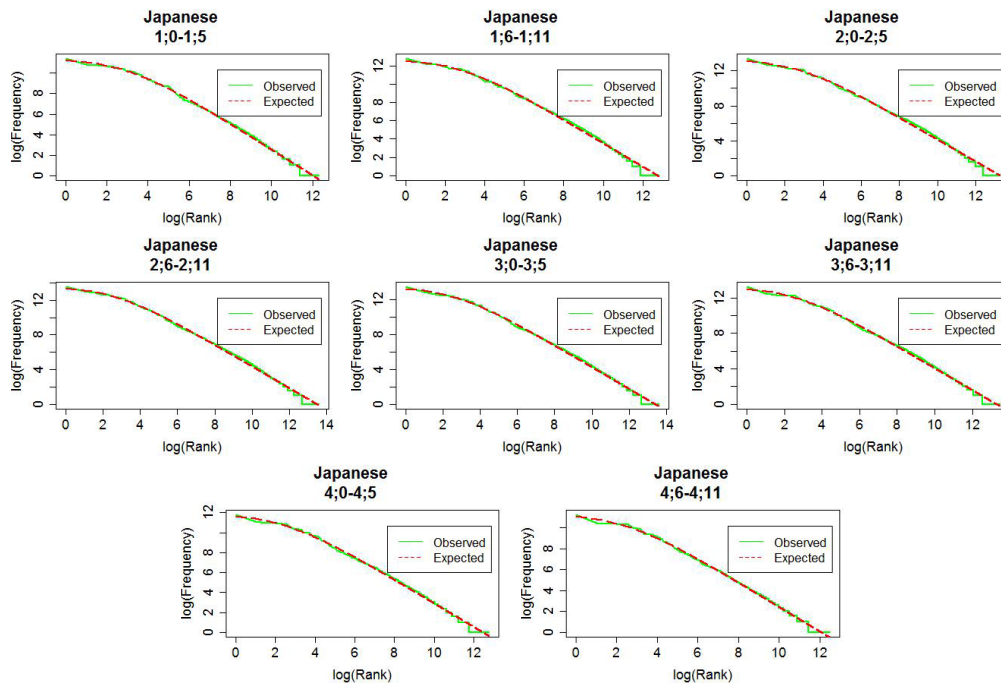 Japanese
1;0-1;5
log(Frequency)
0 2 4 6 8
Observed
Expected
0 2 4 6 8 10 12
log(Rank)
Japanese
1;6-1;11
log(Frequency)
0 2 4 8 12
Observed
Expected
0 2 4 6 8 10 12
log(Rank)
Japanese
2;0-2;5
log(Frequency)
0 4 8 12
Observed
Expected
0 2 4 6 8 10 12
log(Rank)
Japanese
2;6-2;11
log(Frequency)
0 4 8 12
Observed
Expected
0 2 4 6 8 10 12 14
log(Rank)
Japanese
3;0-3;5
log(Frequency)
0 4 8 12
Observed
Expected
0 2 4 6 8 10 12 14
log(Rank)
Japanese
3;6-3;11
log(Frequency)
0 4 8 12
Observed
Expected
0 2 4 6 8 10 12
log(Rank)
Japanese
4;0-4;5
log(Frequency)
0 2 4 6 8 12
Observed
Expected
0 2 4 6 8 10 12
log(Rank)
Japanese
4;6-4;11
log(Frequency)
0 2 4 6 8
Observed
Expected
0 2 4 6 8 10 12
log(Rank)